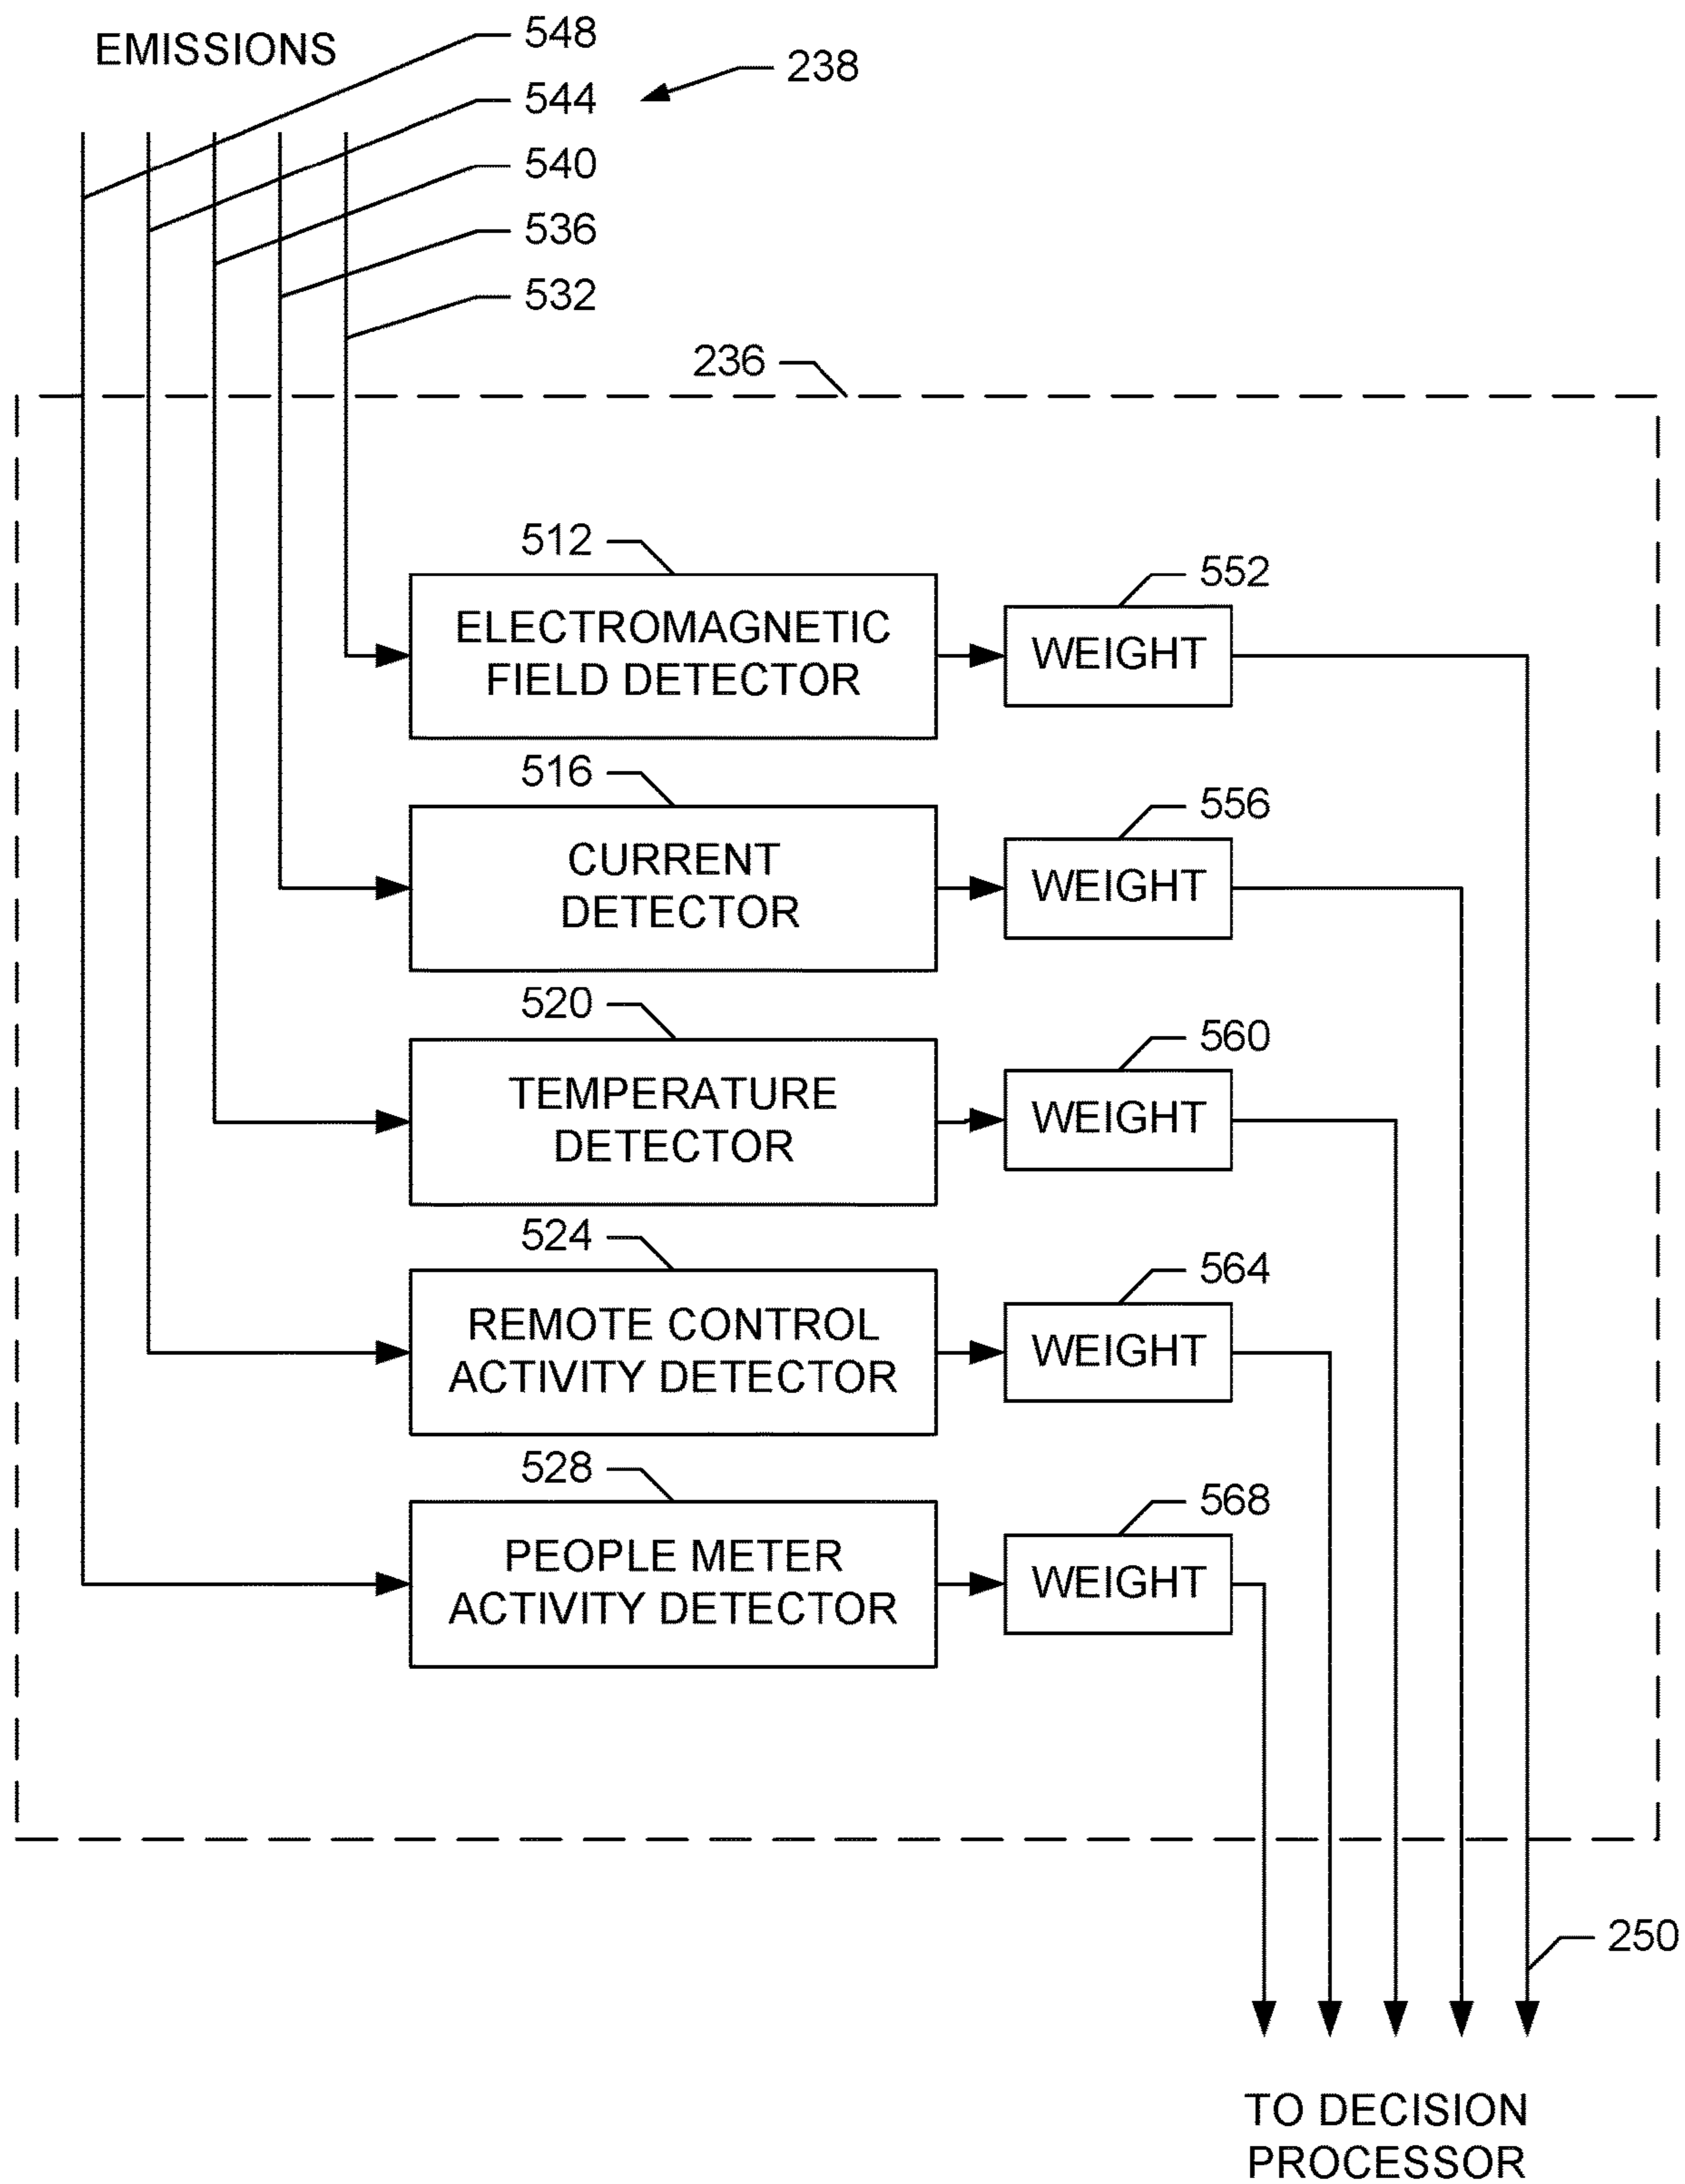 EMISSIONS
548
544
238
540
536
532
236
512
552
ELECTROMAGNETIC
FIELD DETECTOR
WEIGHT
516
556
CURRENT
DETECTOR
WEIGHT
520
560
TEMPERATURE
DETECTOR
WEIGHT
524
564
REMOTE CONTROL
ACTIVITY DETECTOR
WEIGHT
528
568
PEOPLE METER
ACTIVITY DETECTOR
WEIGHT
250
TO DECISION
PROCESSOR